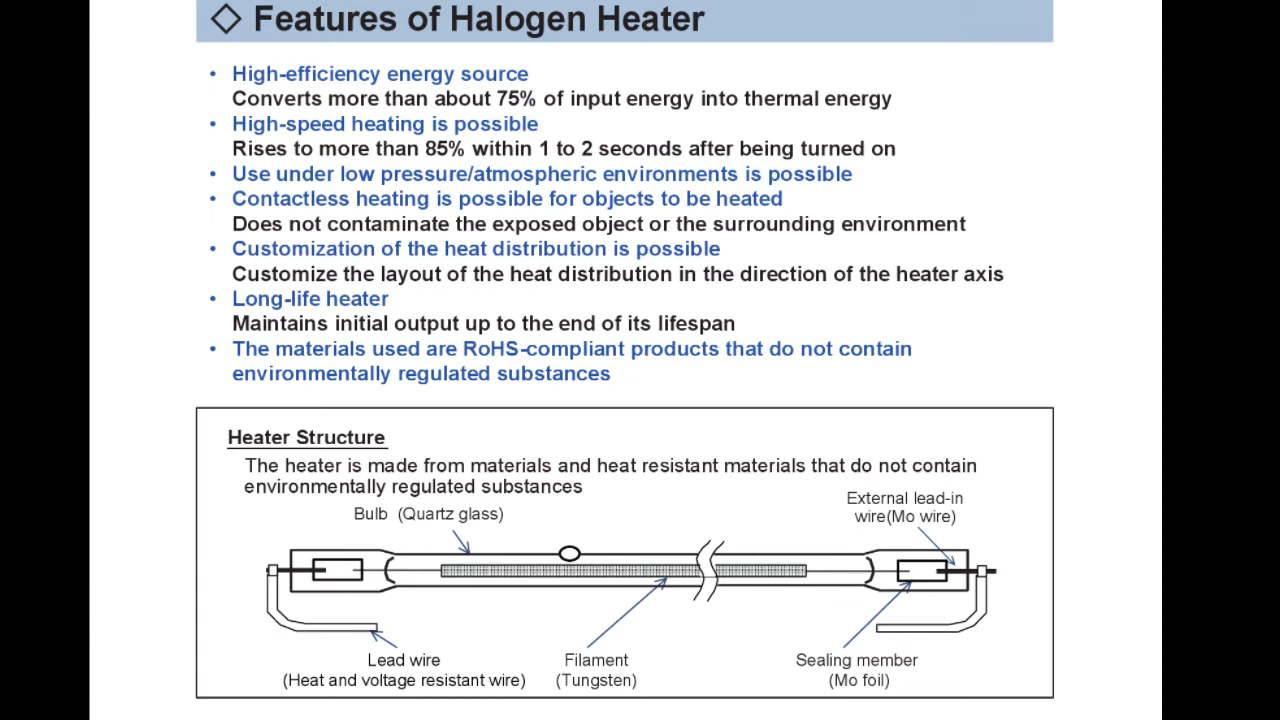 ◇ Features of Halogen Heater
• High-efficiency energy source
Converts more than about 75% of input energy into thermal energy
• High-speed heating is possible
Rises to more than 85% within 1 to 2 seconds after being turned on
• Use under low pressure/atmospheric environments is possible
• Contactless heating is possible for objects to be heated
Does not contaminate the exposed object or the surrounding environment
• Customization of the heat distribution is possible
Customize the layout of the heat distribution in the direction of the heater axis
• Long-life heater
Maintains initial output up to the end of its lifespan
• The materials used are RoHS-compliant products that do not contain
environmentally regulated substances
Heater Structure
The heater is made from materials and heat resistant materials that do not contain
environmentally regulated substances
Bulb (Quartz glass)
External lead-in
wire(Mo wire)
Lead wire
(Heat and voltage resistant wire)
Filament
(Tungsten)
Sealing member
(Mo foil)